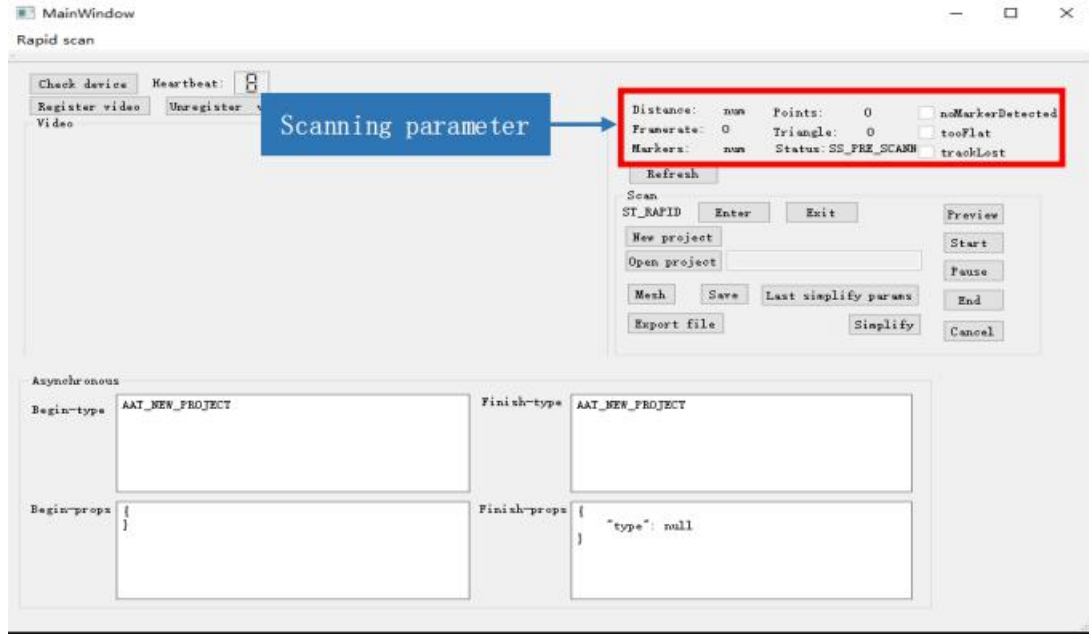 MainWindow
Rapid scan
Check device Heartbeat: 8
Register video Unregister
Video
Scanning parameter
Distance: num Points: 0 noMarkerDetected
Framerate: 0 Triangle: 0 tooFlat
Markers: num Status: SS_PRE_SCANN trackLost
Refresh
Scan
ST_RAPID Enter Exit Preview
New project Start
Open project Pause
Mesh Save Last simplify params End
Export file Simplify Cancel
Asynchronous
Begin-type AAT_NEW_PROJECT Finish-type AAT_NEW_PROJECT
Begin-props { Finish-props {
} "type": null
}